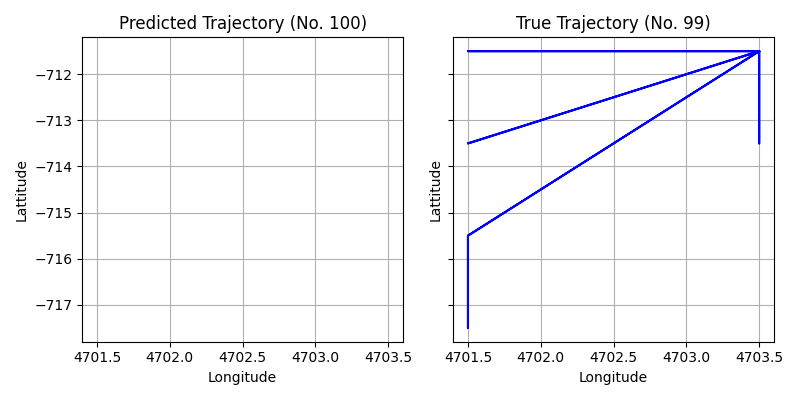 Predicted Trajectory (No. 100)
−712
−713
−714
−715
−716
−717
Lattitude
4701.5 4702.0 4702.5 4703.0 4703.5
Longitude
True Trajectory (No. 99)
Lattitude
4701.5 4702.0 4702.5 4703.0 4703.5
Longitude